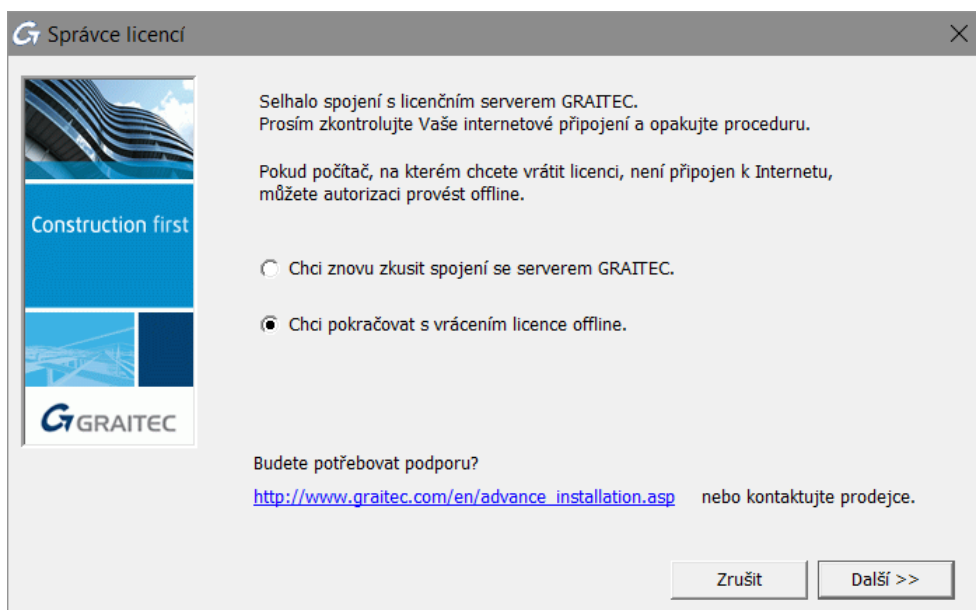 Správce licencí
Selhalo spojení s licenčním serverem GRAITEC.
Prosím zkontrolujte Vaše internetové připojení a opakujte proceduru.
Pokud počítač, na kterém chcete vrátit licenci, není připojen k Internetu,
můžete autorizaci provést offline.
Construction first
Chci znovu zkusit spojení se serverem GRAITEC.
Chci pokračovat s vrácením licence offline.
GRAITEC
Budete potřebovat podporu?
http://www.graitec.com/en/advance_installation.asp nebo kontaktujte prodejce.
Zrušit Další >>